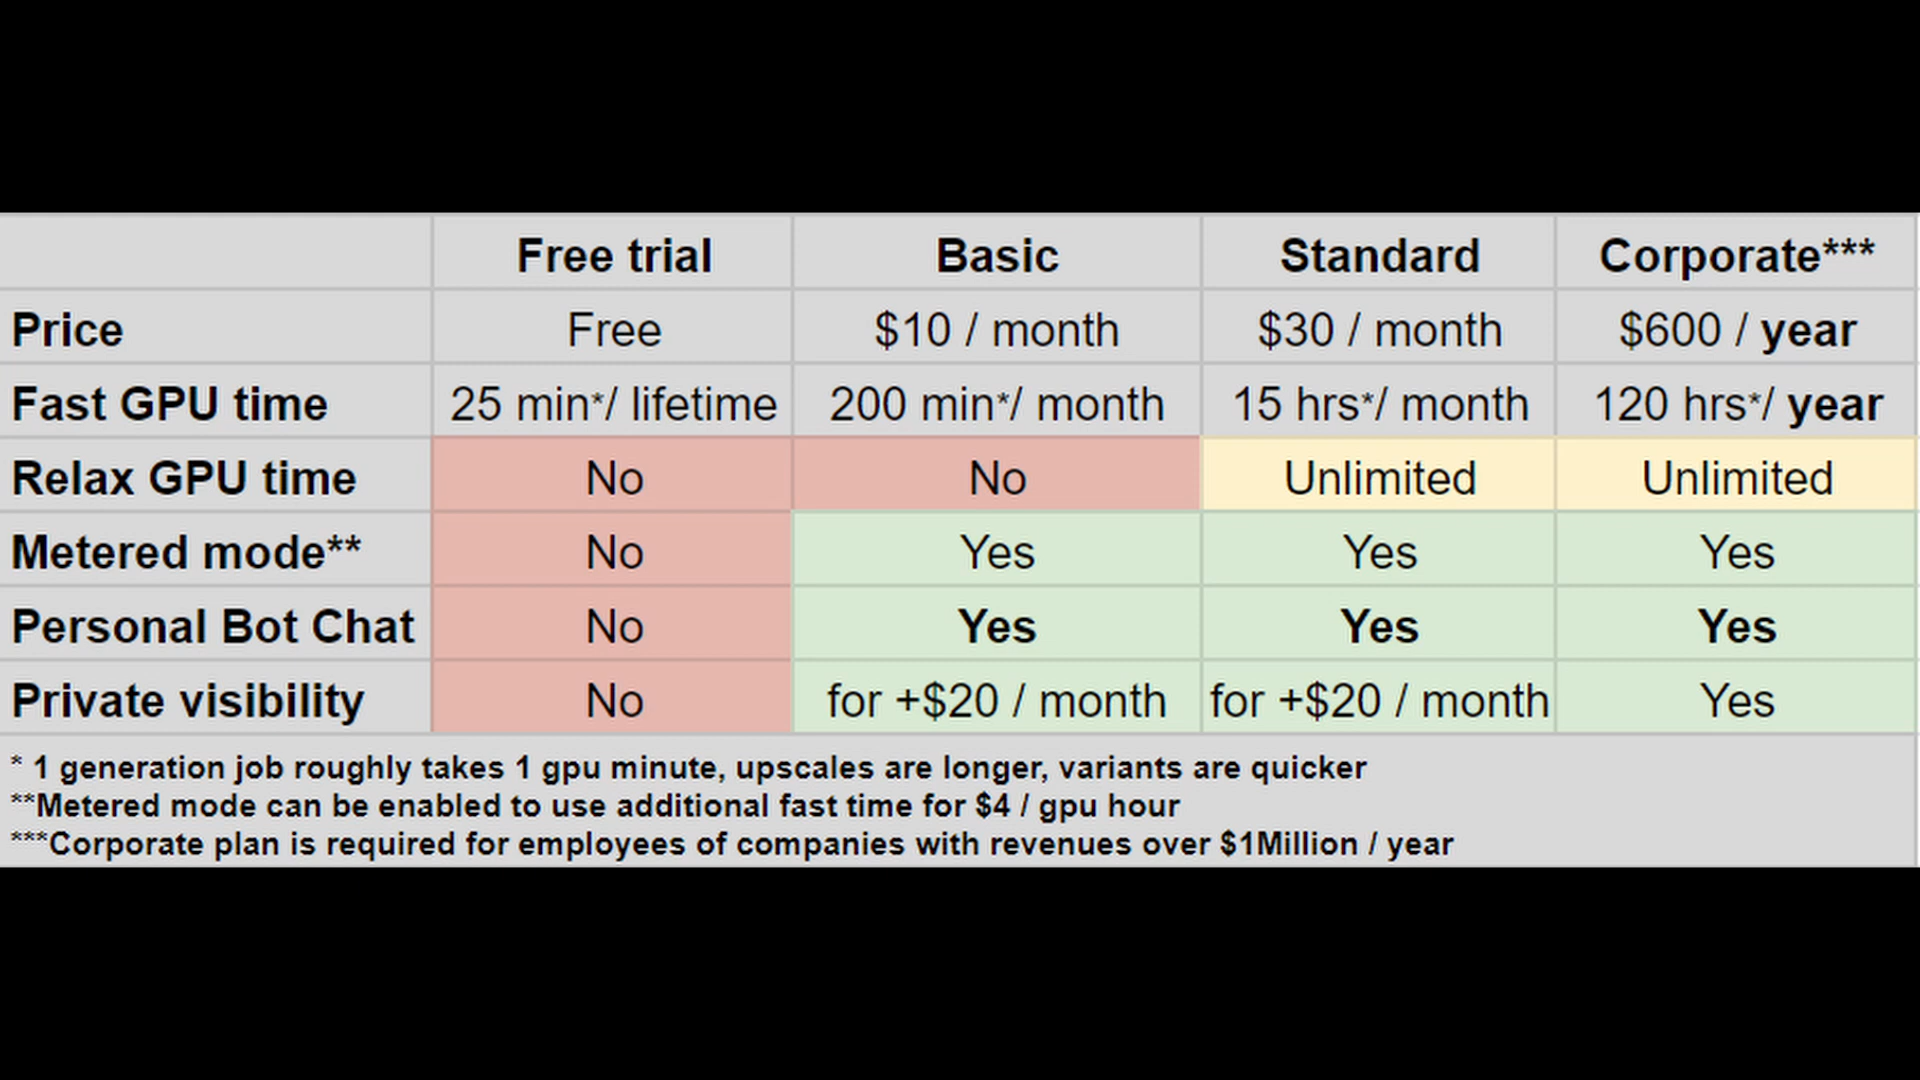 Free trial Basic Standard Corporate***
Price Free $10 / month $30 / month $600 / year
Fast GPU time 25 min*/ lifetime 200 min*/ month 15 hrs*/ month 120 hrs*/ year
Relax GPU time No No Unlimited Unlimited
Metered mode** No Yes Yes Yes
Personal Bot Chat No Yes Yes Yes
Private visibility No for +$20 / month for +$20 / month Yes
* 1 generation job roughly takes 1 gpu minute, upscales are longer, variants are quicker
**Metered mode can be enabled to use additional fast time for $4 / gpu hour
***Corporate plan is required for employees of companies with revenues over $1Million / year